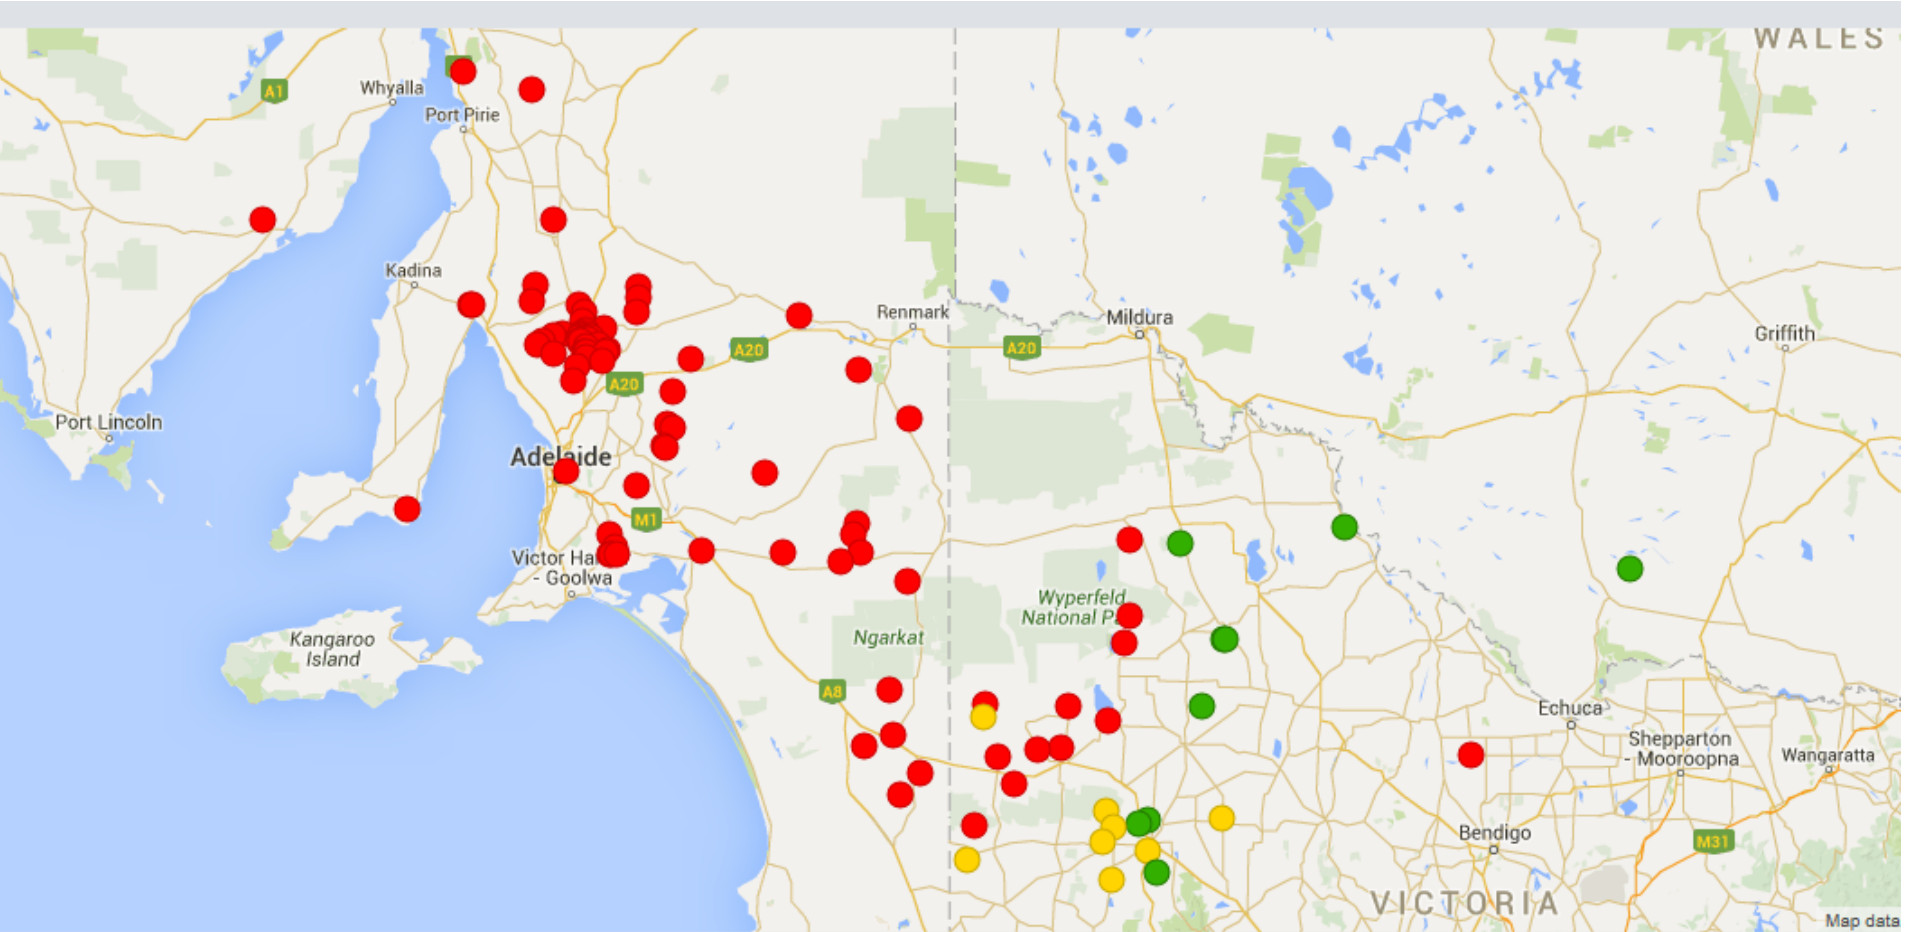 WALES
A1
Whyalla
Port Pirie
Kadina
Renmark
Mildura
Griffith
A20
A20
A20
Port Lincoln
Adelaide
M1
Victor Ha
- Goolwa
Kangaroo
Island
Wyperfeld
National P
Ngarkat
A8
Echuca
Shepparton
- Mooroopna
Wangaratta
Bendigo
M31
VICTORIA
Map data